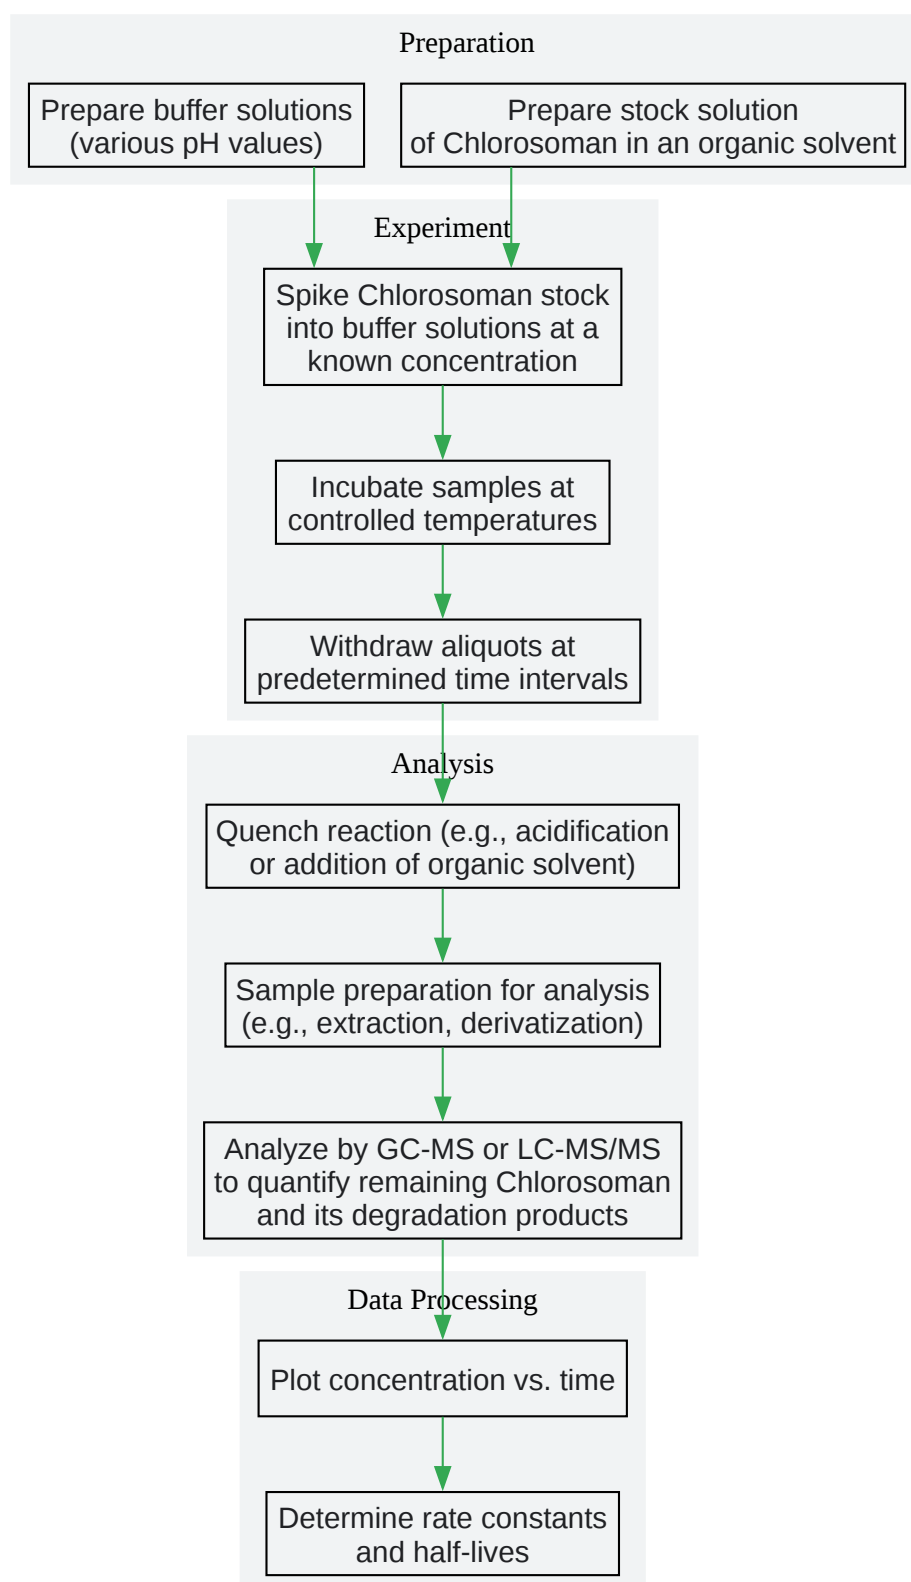 Preparation
Prepare buffer solutions
(various pH values)
Prepare stock solution
of Chlorosoman in an organic solvent
Experiment
Spike Chlorosoman stock
into buffer solutions at a
known concentration
Incubate samples at
controlled temperatures
Withdraw aliquots at
predetermined time intervals
Analysis
Quench reaction (e.g., acidification
or addition of organic solvent)
Sample preparation for analysis
(e.g., extraction, derivatization)
Analyze by GC-MS or LC-MS/MS
to quantify remaining Chlorosoman
and its degradation products
Data Processing
Plot concentration vs. time
Determine rate constants
and half-lives